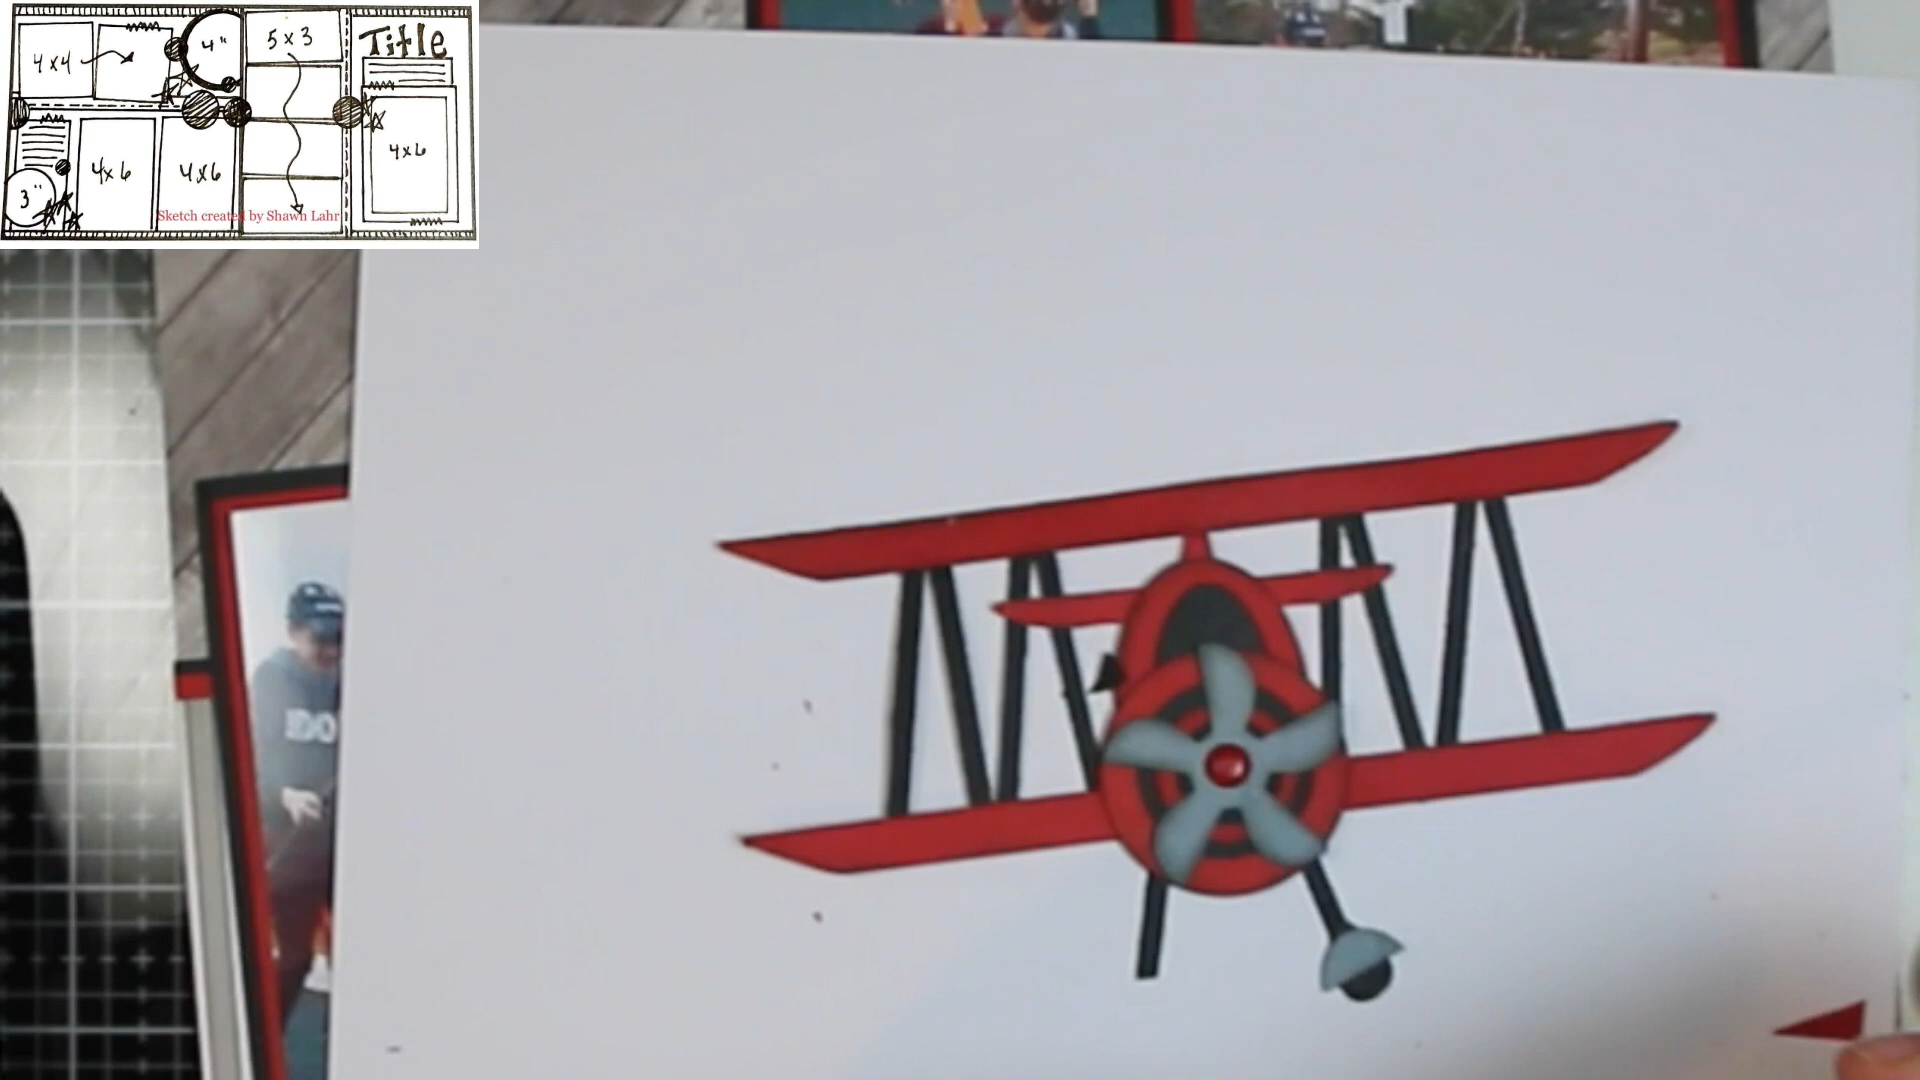 4x4
4"
5x3
Title
4x6
4x6
4x6
3"
Sketch created by Shawn Lahr